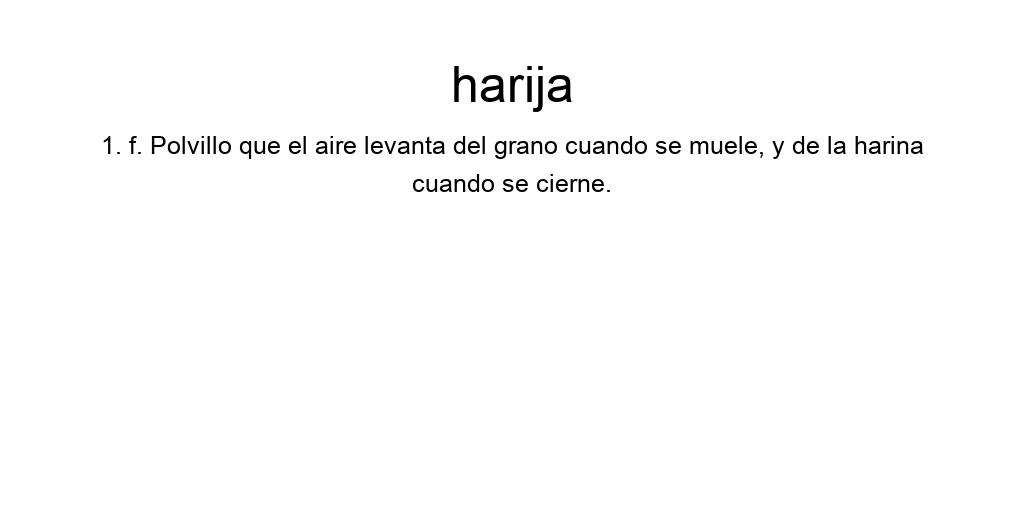 harija
1. f. Polvillo que el aire levanta del grano cuando se muele, y de la harina
cuando se cierne.